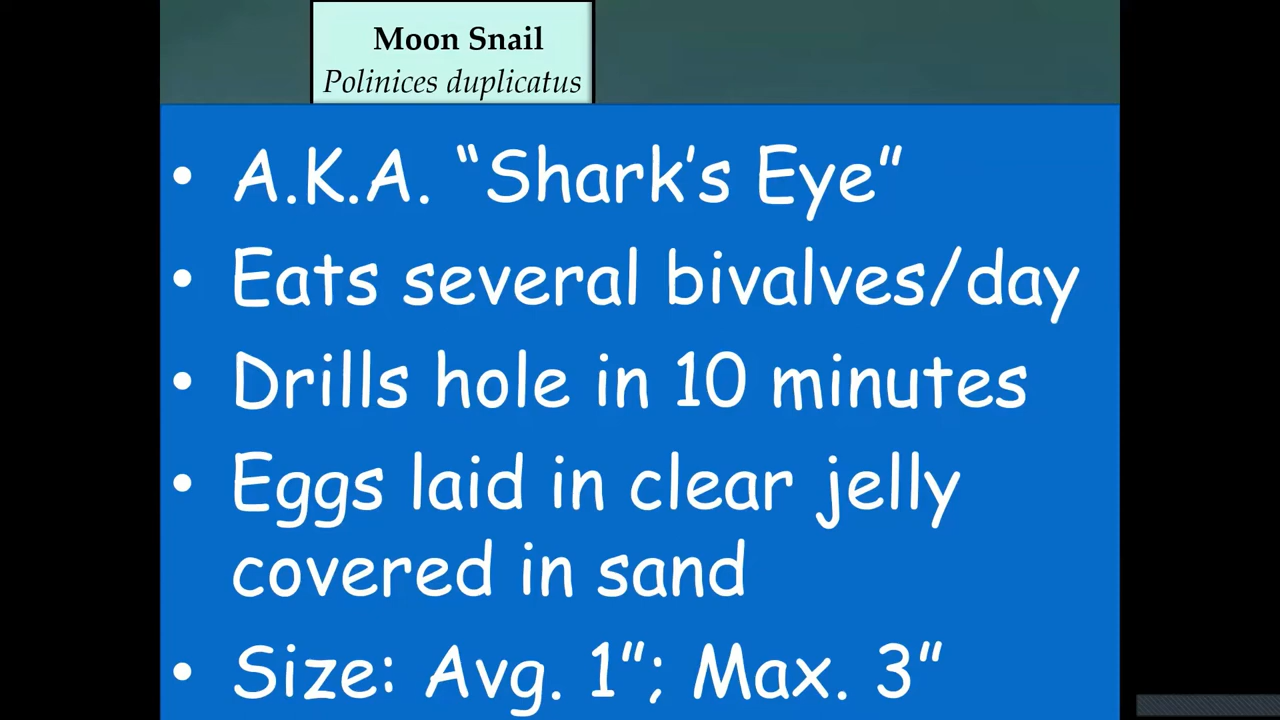 Moon Snail
Polinices duplicatus
• A.K.A. “Shark’s Eye”
• Eats several bivalves/day
• Drills hole in 10 minutes
• Eggs laid in clear jelly
covered in sand
• Size: Avg. 1”; Max. 3”